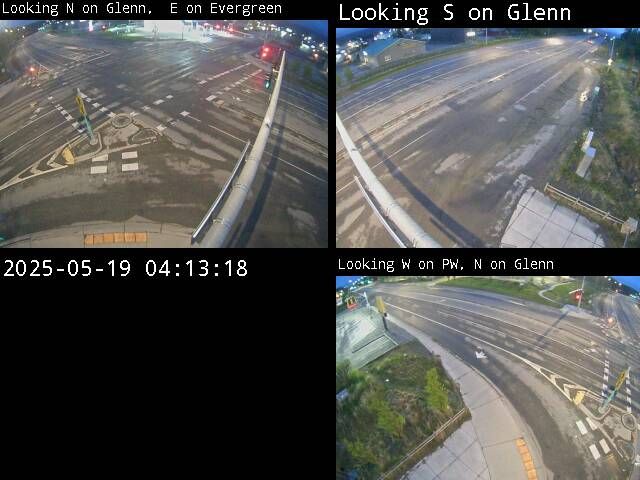 Looking N on Glenn,  E on Evergreen
Looking S on Glenn
2025-05-19 04:13:18
Looking W on PW, N on Glenn